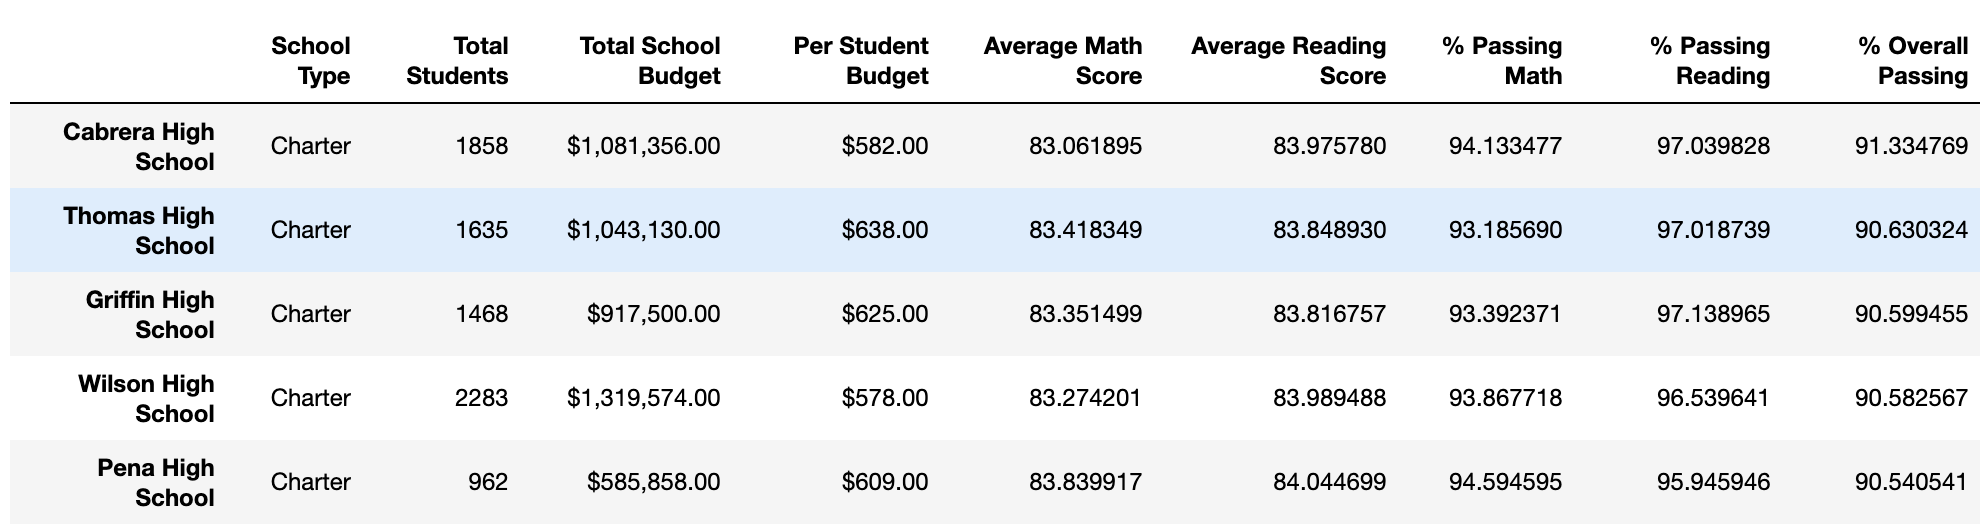 School Type Total Students Total School Budget Per Student Budget Average Math Score Average Reading Score % Passing Math % Passing Reading % Overall Passing
Cabrera High School Charter 1858 $1,081,356.00 $582.00 83.061895 83.975780 94.133477 97.039828 91.334769
Thomas High School Charter 1635 $1,043,130.00 $638.00 83.418349 83.848930 93.185690 97.018739 90.630324
Griffin High School Charter 1468 $917,500.00 $625.00 83.351499 83.816757 93.392371 97.138965 90.599455
Wilson High School Charter 2283 $1,319,574.00 $578.00 83.274201 83.989488 93.867718 96.539641 90.582567
Pena High School Charter 962 $585,858.00 $609.00 83.839917 84.044699 94.594595 95.945946 90.540541